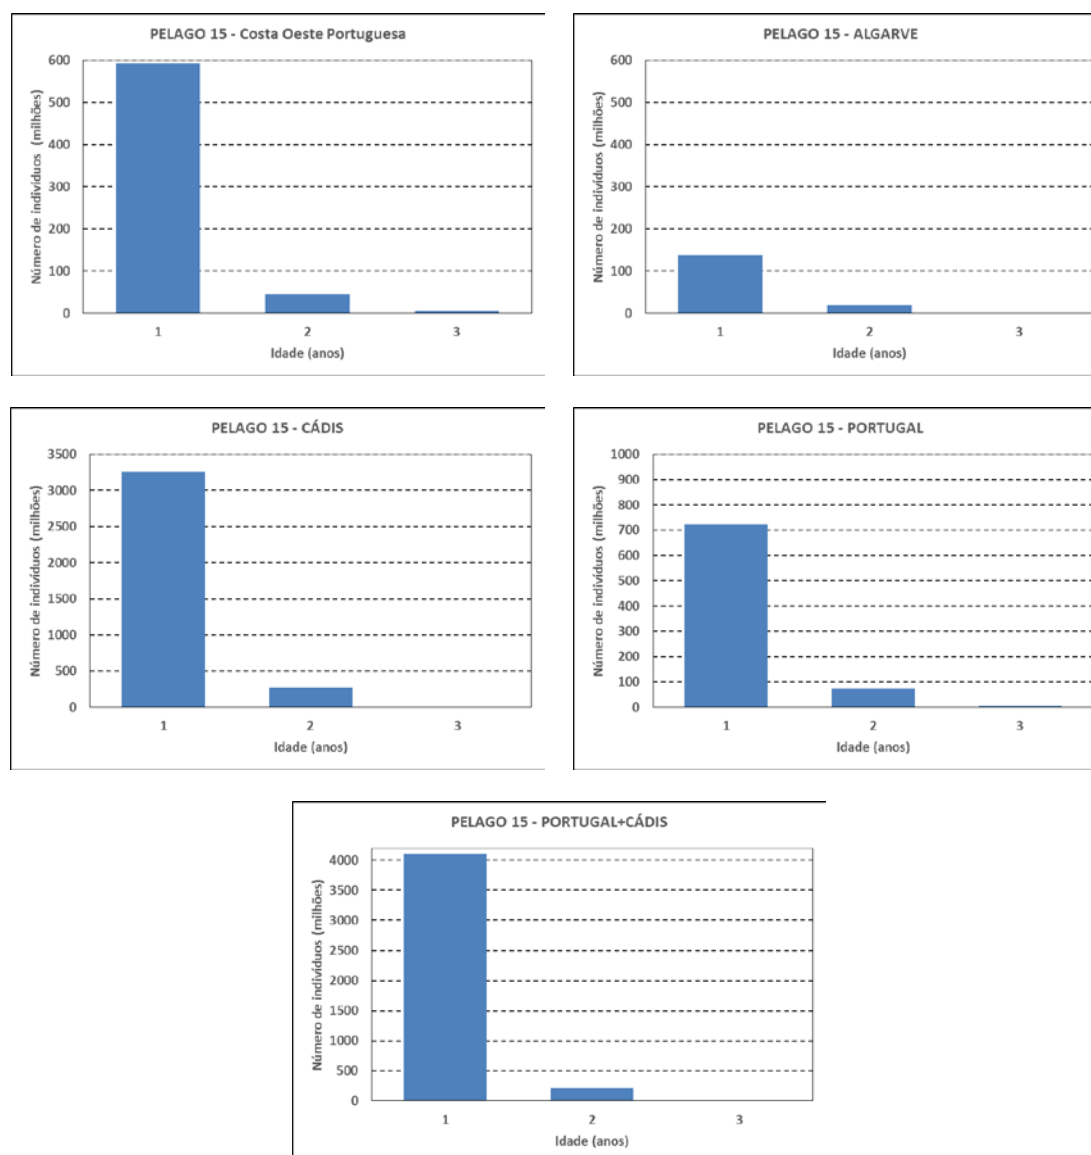 PELAGO 15 - Costa Oeste Portuguesa
Número de indivíduos (milhões)
600
500
400
300
200
100
0
1 2 3
Idade (anos)
PELAGO 15 - ALGARVE
Número de indivíduos (milhões)
600
500
400
300
200
100
0
1 2 3
Idade (anos)
PELAGO 15 - CÁDIS
Número de indivíduos (milhões)
3500
3000
2500
2000
1500
1000
500
0
1 2 3
Idade (anos)
PELAGO 15 - PORTUGAL
Número de indivíduos (milhões)
1000
900
800
700
600
500
400
300
200
100
0
1 2 3
Idade (anos)
PELAGO 15 - PORTUGAL+CÁDIS
Número de indivíduos (milhões)
4000
3500
3000
2500
2000
1500
1000
500
0
1 2 3
Idade (anos)